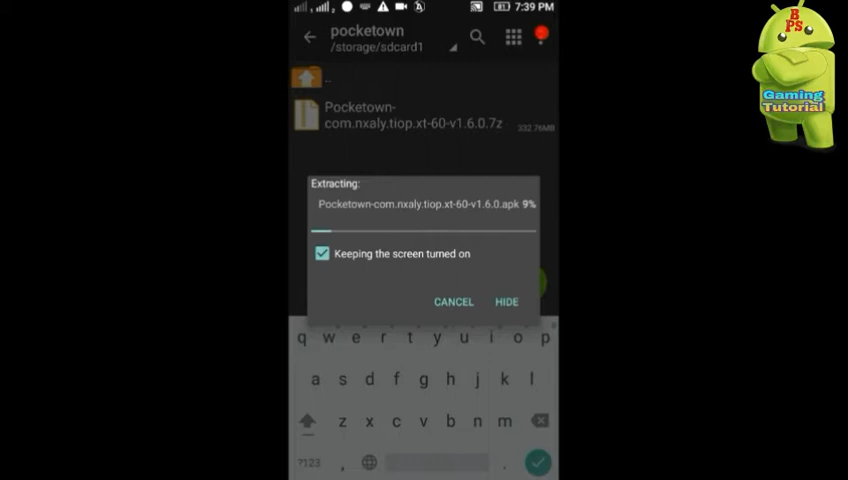 7:39 PM
pocketown
/storage/sdcard1
..
Pocketown-
com.nxaly.tiop.xt-60-v1.6.0.7z
332.76MB
Extracting:
Pocketown-com.nxaly.tiop.xt-60-v1.6.0.apk 9%
Keeping the screen turned on
CANCEL HIDE
q w e r t y u i o p
a s d f g h j k l
z x c v b n m
?123 , .
BPS
Gaming
Tutorial